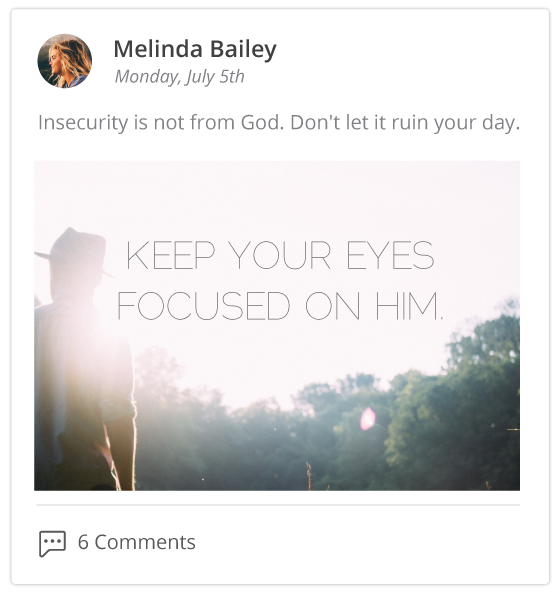 Melinda Bailey
Monday, July 5th
Insecurity is not from God. Don't let it ruin your day.
KEEP YOUR EYES
FOCUSED ON HIM.
6 Comments